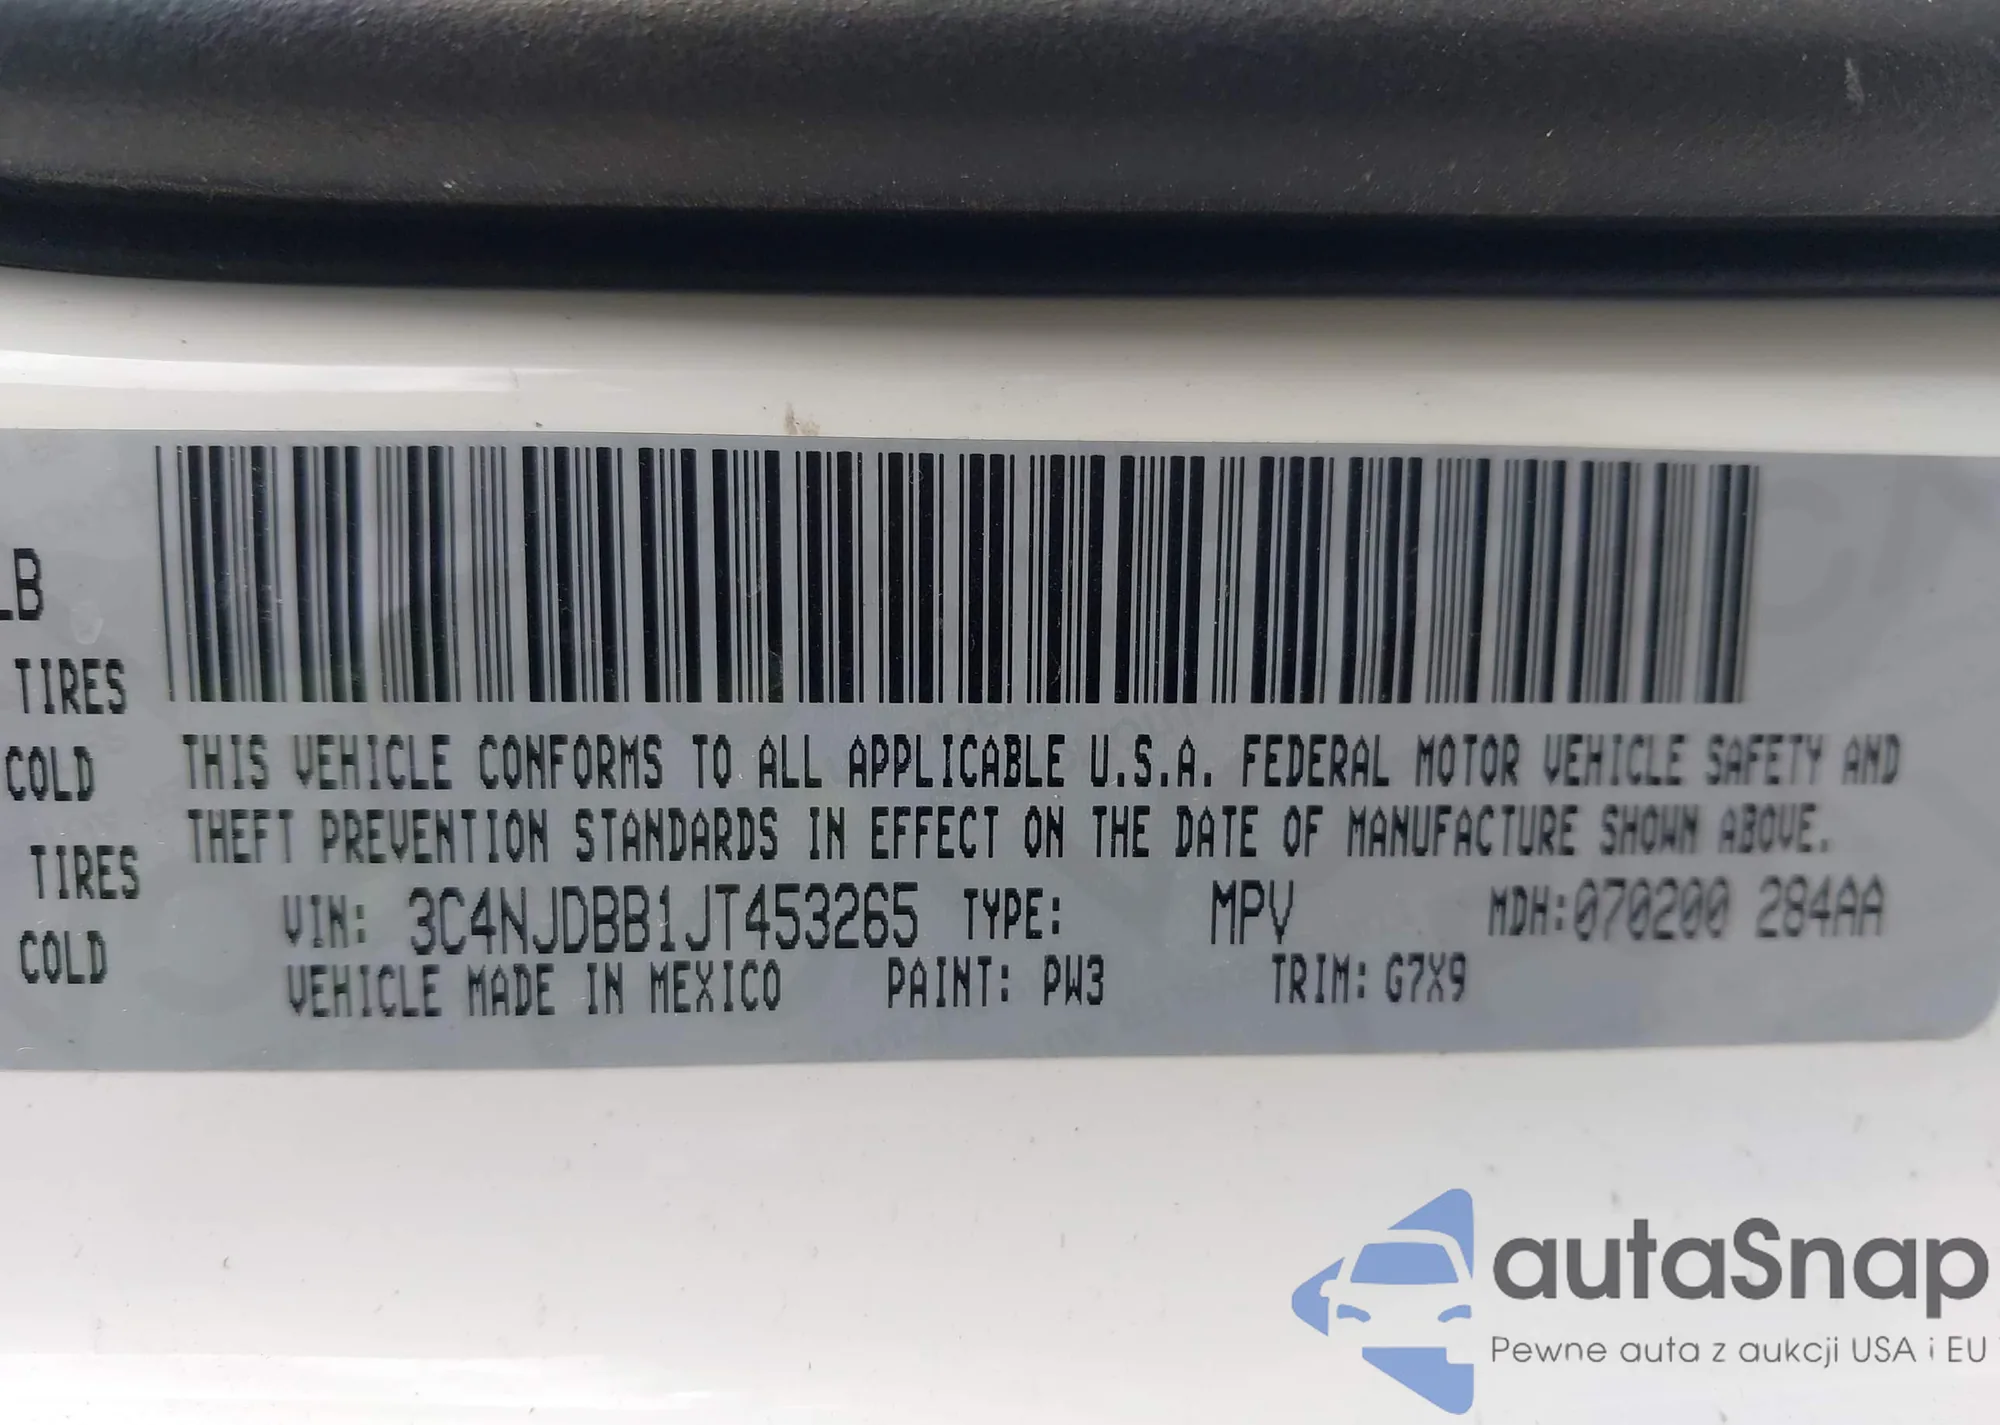 LB
TIRES
COLD
TIRES
COLD
THIS VEHICLE CONFORMS TO ALL APPLICABLE U.S.A. FEDERAL MOTOR VEHICLE SAFETY AND
THEFT PREVENTION STANDARDS IN EFFECT ON THE DATE OF MANUFACTURE SHOWN ABOVE.
VIN: 3C4NJDBB1JT453265 TYPE: MPV MDH:070200 284AA
VEHICLE MADE IN MEXICO PAINT: PW3 TRIM: G7X9
autaSnap
Pewne auta z aukcji USA i EU